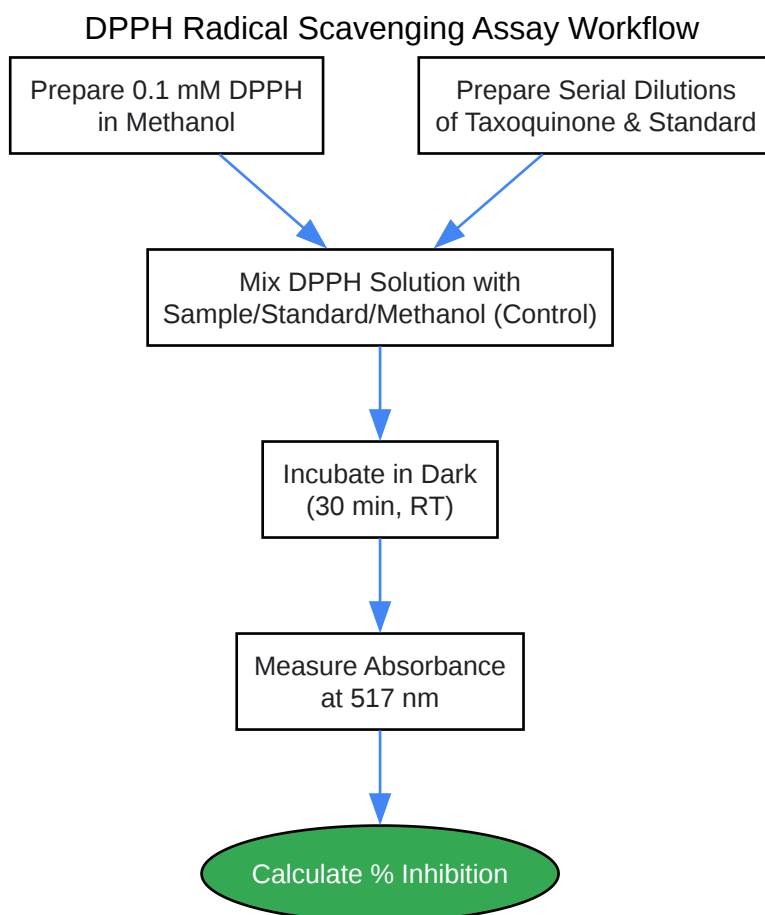 DPPH Radical Scavenging Assay Workflow
Prepare 0.1 mM DPPH
in Methanol
Prepare Serial Dilutions
of Taxoquinone & Standard
Mix DPPH Solution with
Sample/Standard/Methanol (Control)
Incubate in Dark
(30 min, RT)
Measure Absorbance
at 517 nm
Calculate % Inhibition